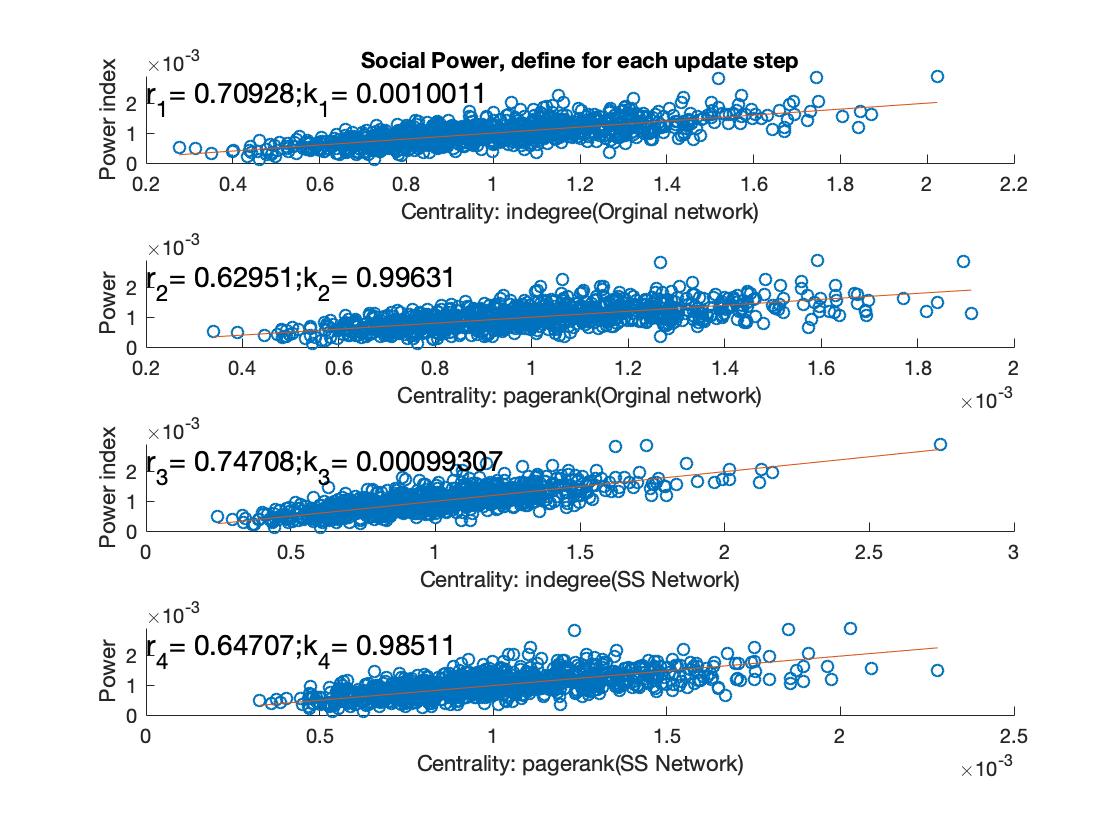 Social Power, define for each update step
×10⁻³
Power index
r₁= 0.70928;k₁= 0.0010011
2
1
0
0.2 0.4 0.6 0.8 1 1.2 1.4 1.6 1.8 2 2.2
Centrality: indegree(Orginal network)
×10⁻³
Power
r₂= 0.62951;k₂= 0.99631
2
1
0
0.2 0.4 0.6 0.8 1 1.2 1.4 1.6 1.8 2
Centrality: pagerank(Orginal network)
×10⁻³
×10⁻³
Power index
r₃= 0.74708;k₃= 0.00099307
2
1
0
0 0.5 1 1.5 2 2.5 3
Centrality: indegree(SS Network)
×10⁻³
Power
r₄= 0.64707;k₄= 0.98511
2
1
0
0 0.5 1 1.5 2 2.5
Centrality: pagerank(SS Network)
×10⁻³